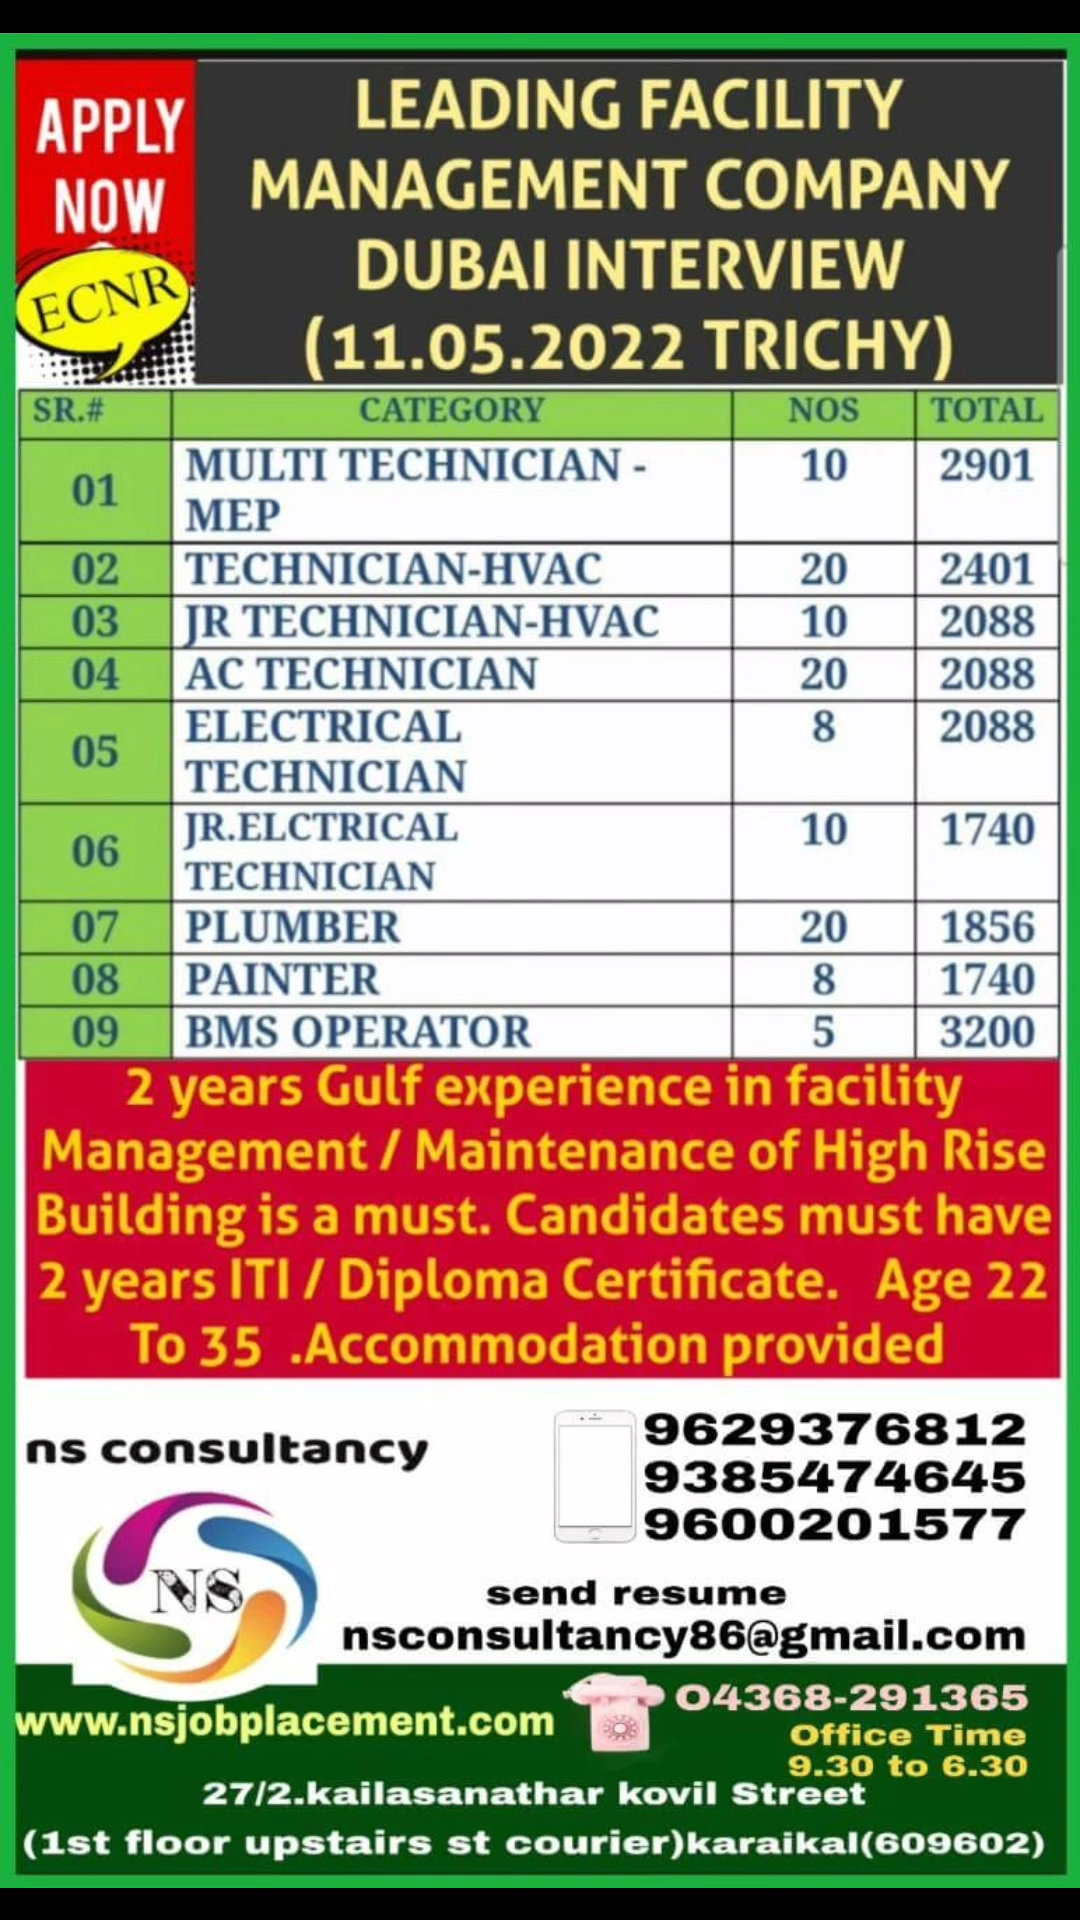 APPLY
NOW
ECNR
LEADING FACILITY
MANAGEMENT COMPANY
DUBAI INTERVIEW
(11.05.2022 TRICHY)
SR.# CATEGORY NOS TOTAL
01 MULTI TECHNICIAN - MEP 10 2901
02 TECHNICIAN-HVAC 20 2401
03 JR TECHNICIAN-HVAC 10 2088
04 AC TECHNICIAN 20 2088
05 ELECTRICAL TECHNICIAN 8 2088
06 JR.ELCTRICAL TECHNICIAN 10 1740
07 PLUMBER 20 1856
08 PAINTER 8 1740
09 BMS OPERATOR 5 3200
2 years Gulf experience in facility
Management / Maintenance of High Rise
Building is a must. Candidates must have
2 years ITI / Diploma Certificate. Age 22
To 35 .Accommodation provided
ns consultancy
NS
9629376812
9385474645
9600201577
send resume
nsconsultancy86@gmail.com
www.nsjobplacement.com
04368-291365
Office Time
9.30 to 6.30
27/2.kailasanathar kovil Street
(1st floor upstairs st courier)karaikal(609602)